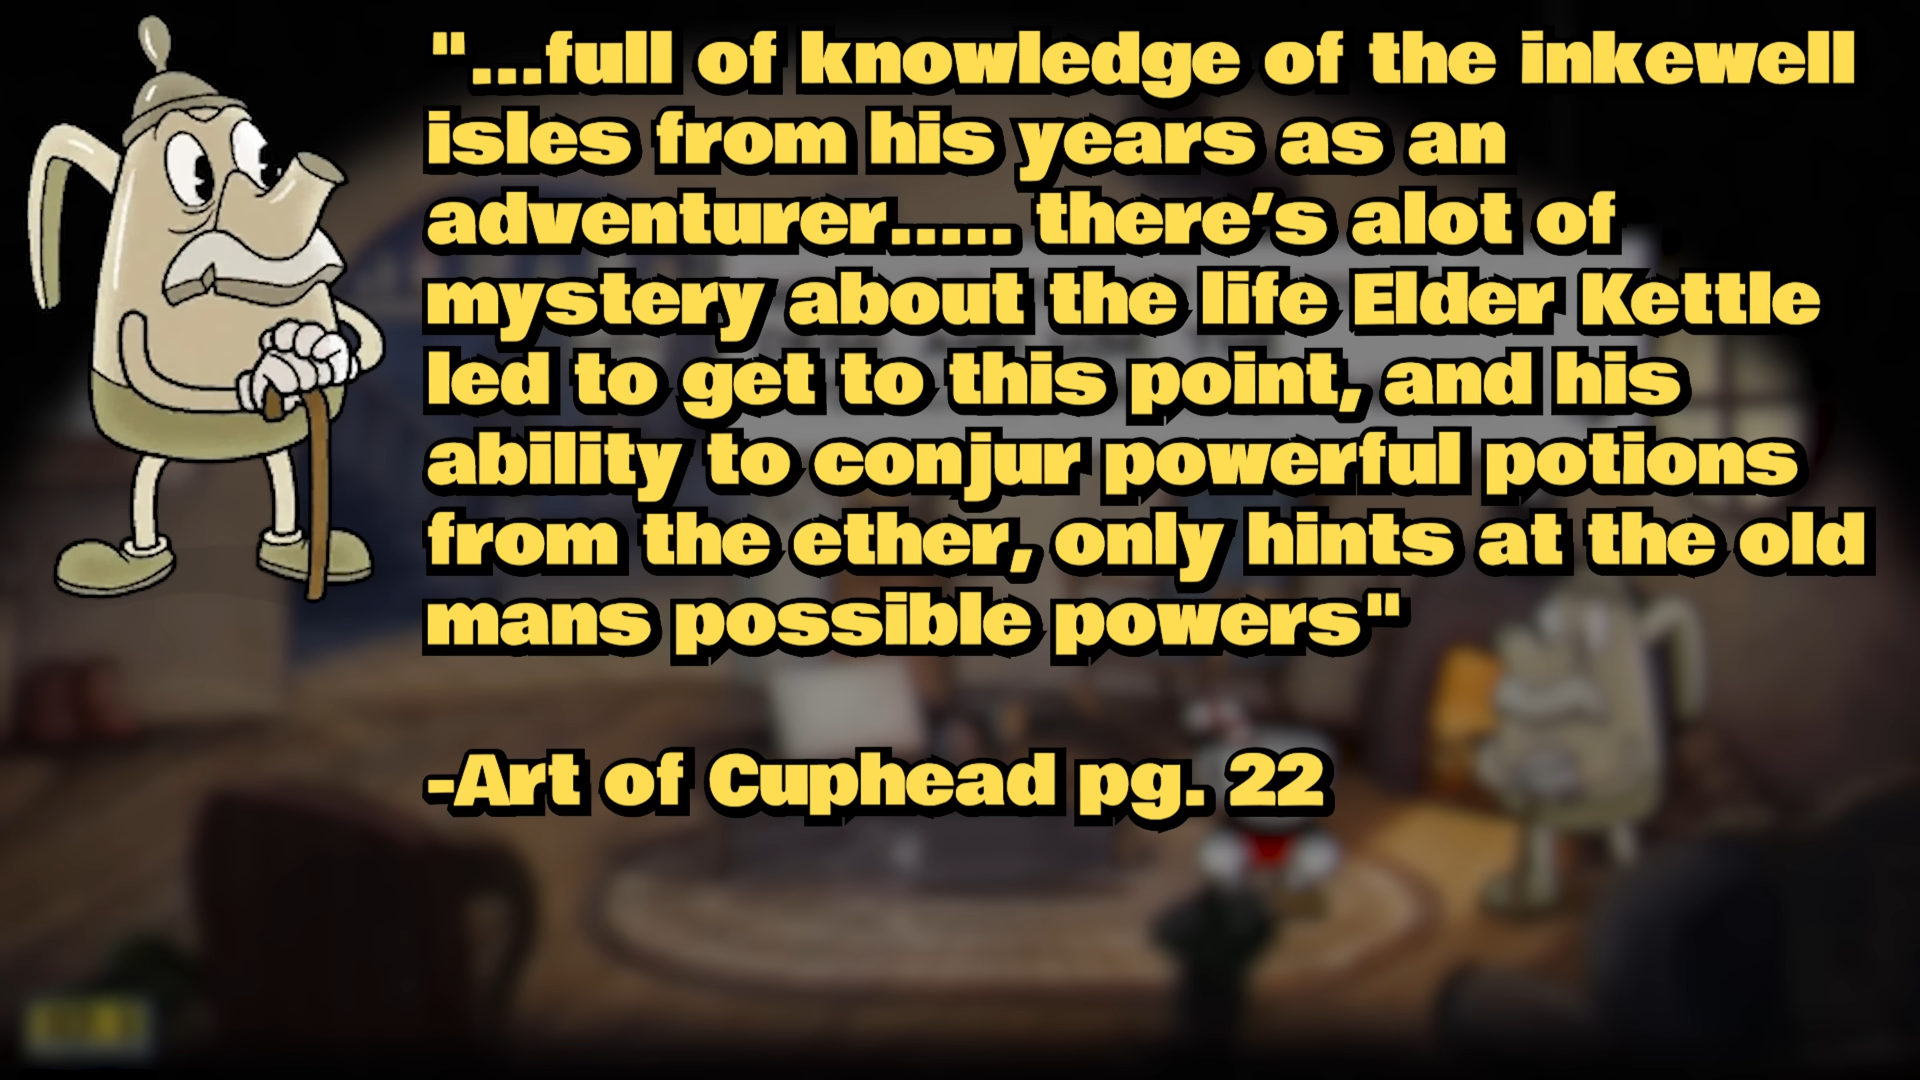 "...full of knowledge of the inkewell
isles from his years as an
adventurer..... there's alot of
mystery about the life Elder Kettle
led to get to this point, and his
ability to conjur powerful potions
from the ether, only hints at the old
mans possible powers"
-Art of Cuphead pg. 22